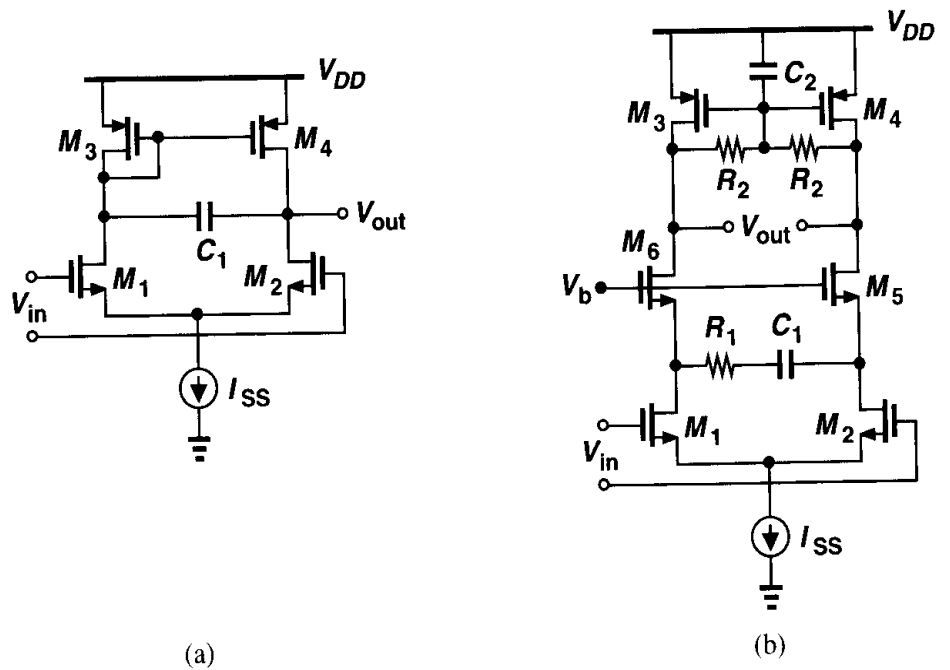 V_DD
M_3
M_4
C_1
V_out
M_1
M_2
V_in
I_SS
(a)
V_DD
C_2
M_3
M_4
R_2
R_2
M_6
V_out
V_b
M_5
R_1
C_1
M_1
M_2
V_in
I_SS
(b)